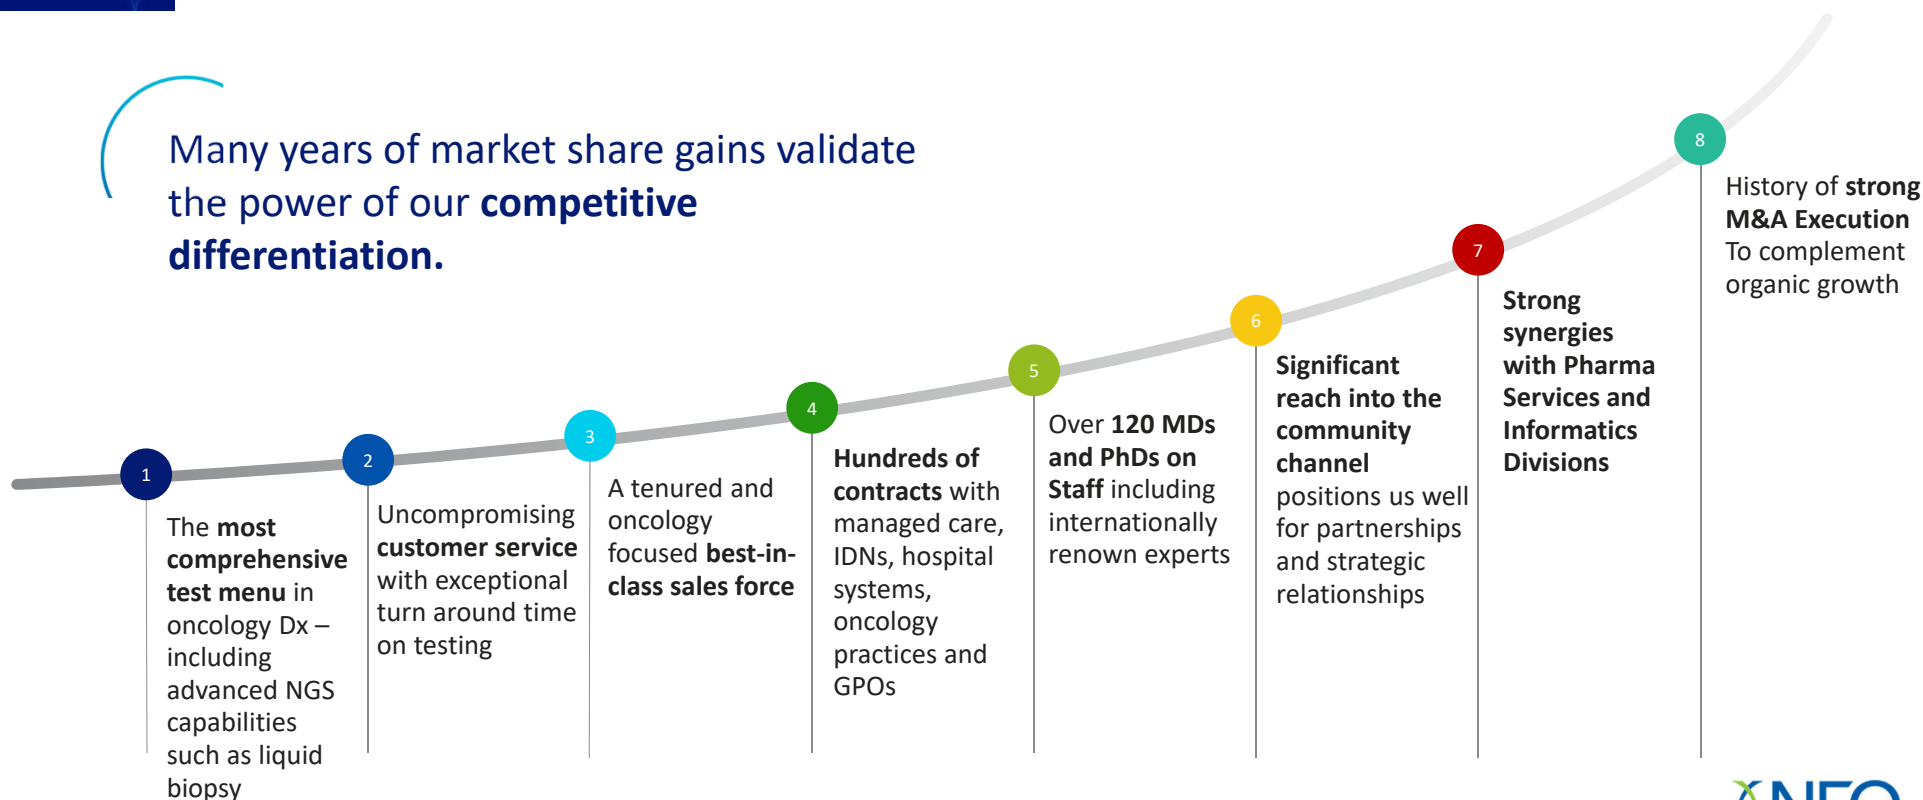 Many years of market share gains validate
the power of our competitive
differentiation.
1
The most
comprehensive
test menu in
oncology Dx –
including
advanced NGS
capabilities
such as liquid
biopsy
2
Uncompromising
customer service
with exceptional
turn around time
on testing
3
A tenured and
oncology
focused best-in-
class sales force
4
Hundreds of
contracts with
managed care,
IDNs, hospital
systems,
oncology
practices and
GPOs
5
Over 120 MDs
and PhDs on
Staff including
internationally
renown experts
6
Significant
reach into the
community
channel
positions us well
for partnerships
and strategic
relationships
7
Strong
synergies
with Pharma
Services and
Informatics
Divisions
8
History of strong
M&A Execution
To complement
organic growth
NEO